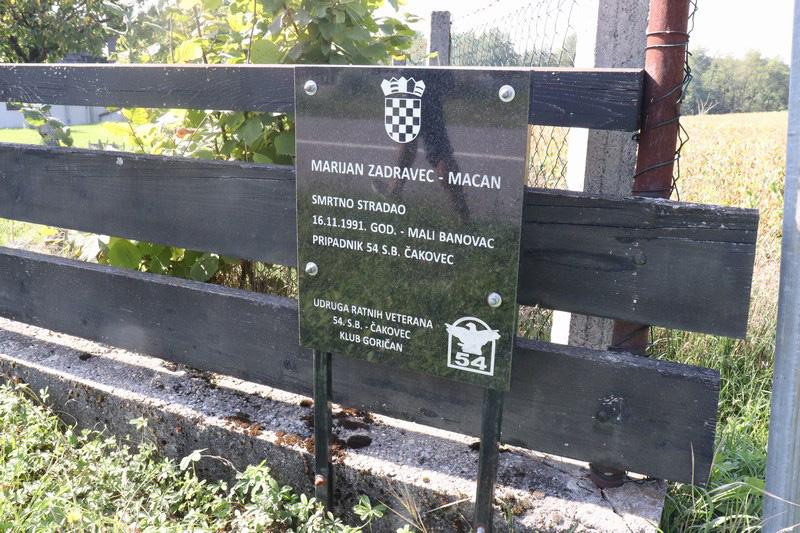 MARIJAN ZADRAVEC - MACAN
SMRTNO STRADAO
16.11.1991. GOD. - MALI BANOVAC
PRIPADNIK 54 S.B. ČAKOVEC
UDRUGA RATNIH VETERANA
54. S.B. - ČAKOVEC
KLUB GORIČAN
54